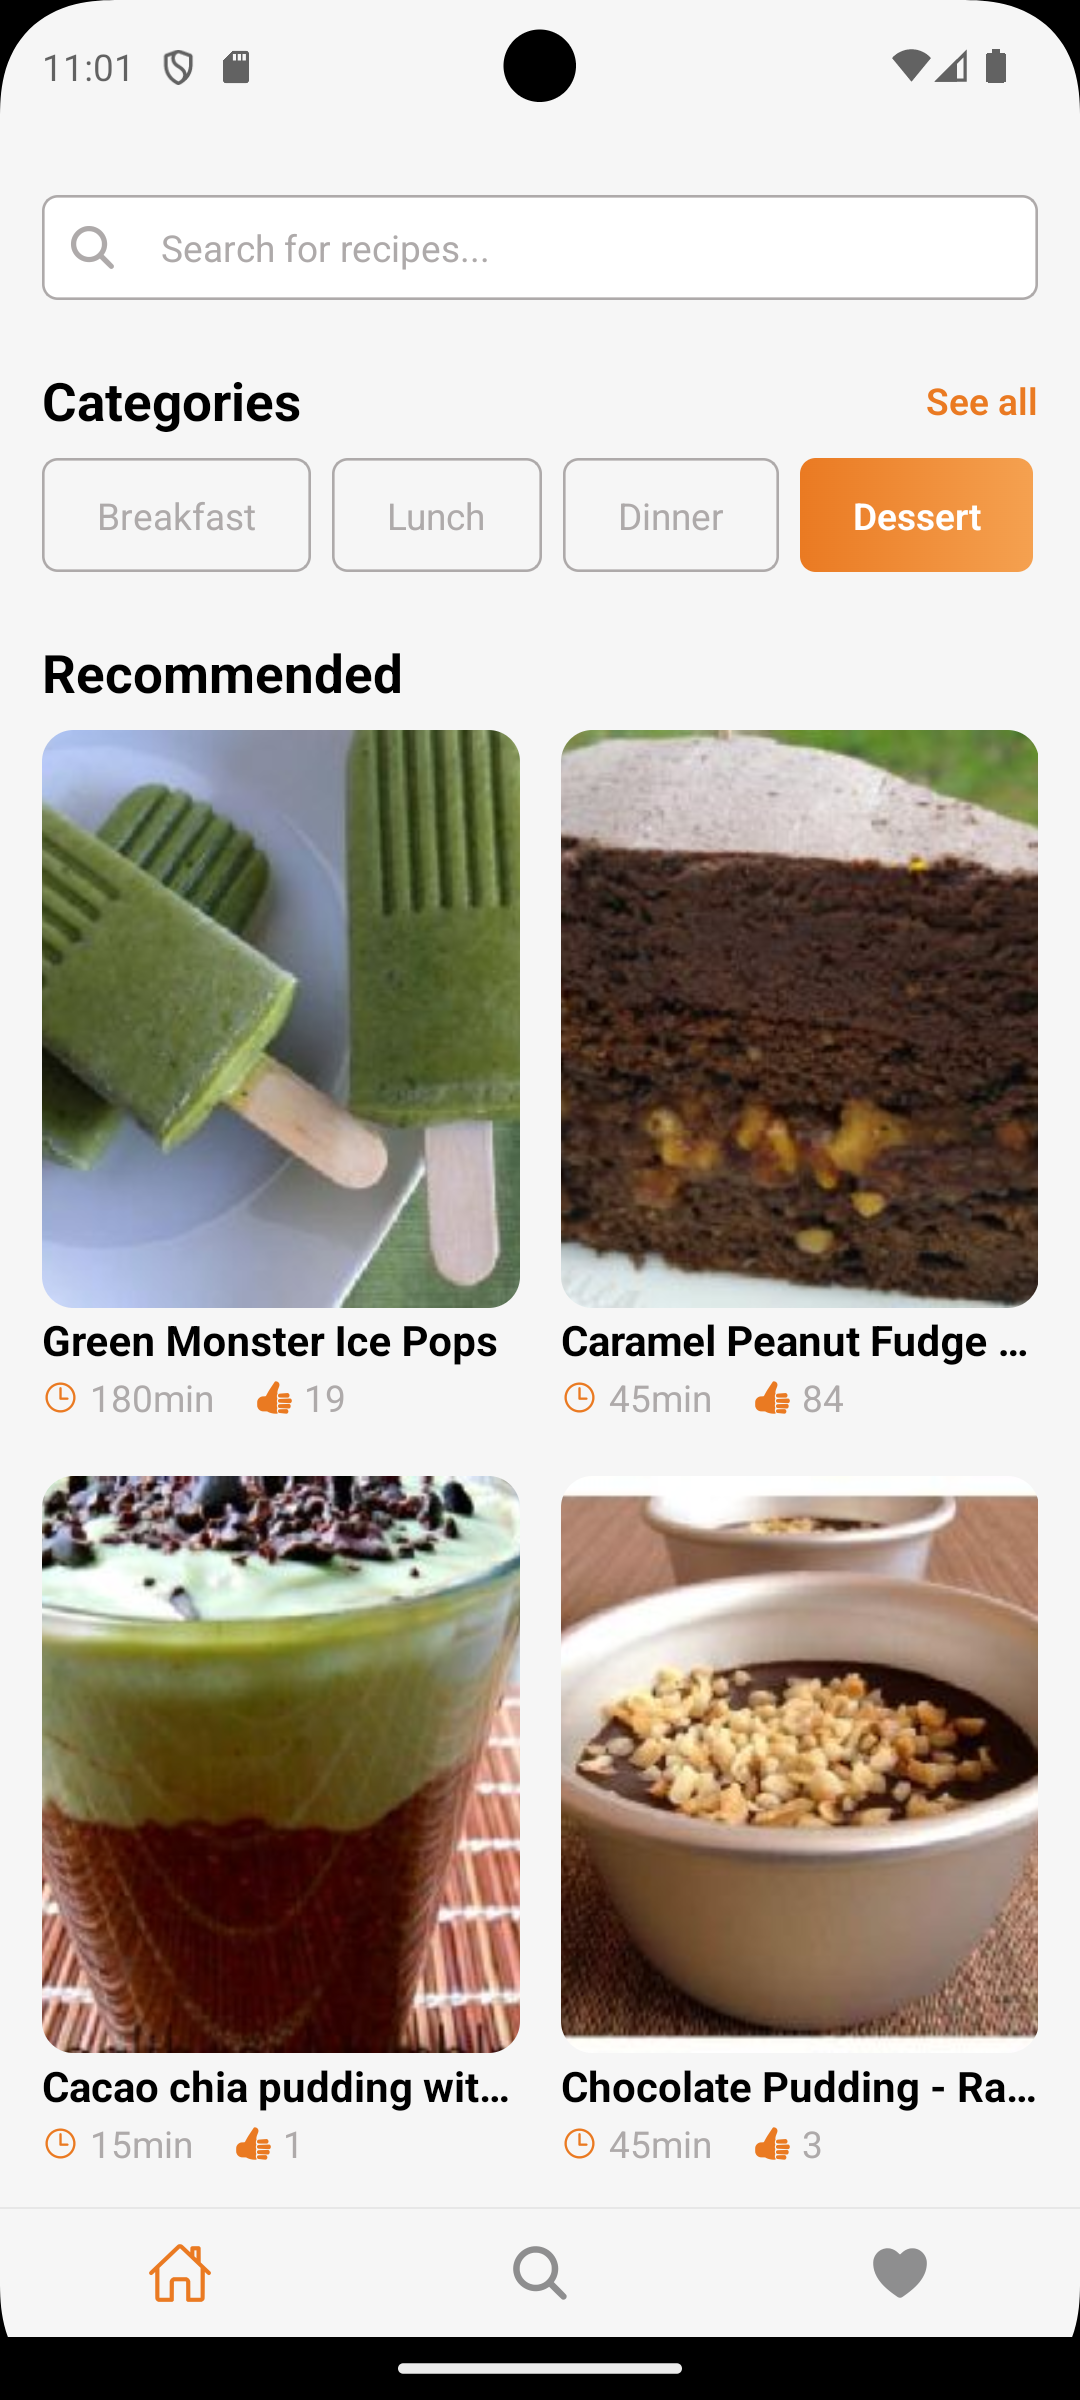 11:01
Search for recipes...
Categories
See all
Breakfast
Lunch
Dinner
Dessert
Recommended
Green Monster Ice Pops
180min
19
Caramel Peanut Fudge ...
45min
84
Cacao chia pudding wit...
15min
1
Chocolate Pudding - Ra...
45min
3